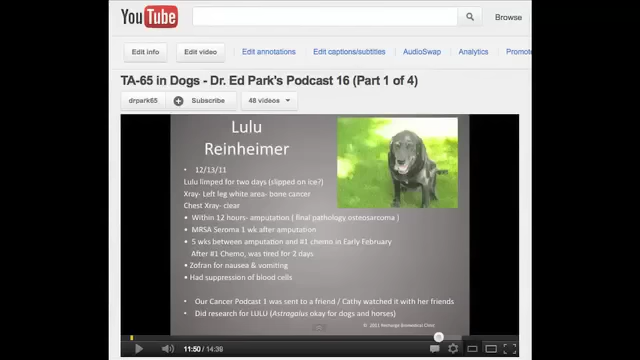 YouTube
Browse
Edit info
Edit video
Edit annotations
Edit captions/subtitles
AudioSwap
Analytics
Promote
TA-65 in Dogs - Dr. Ed Park's Podcast 16 (Part 1 of 4)
drpark65
Subscribe
48 videos
Lulu
Reinheimer
• 12/13/11
Lulu limped for two days (slipped on ice?)
Xray- Left leg white area- bone cancer
Chest Xray- clear
• Within 12 hours- amputation ( final pathology osteosarcoma )
• MRSA Seroma 1 wk after amputation
• 5 wks between amputation and #1 chemo in Early February
After #1 Chemo, was tired for 2 days
• Zofran for nausea & vomiting
• Had suppression of blood cells
• Our Cancer Podcast 1 was sent to a friend / Cathy watched it with her friends
• Did research for LULU (Astragalus okay for dogs and horses)
© 2011 Recharge Biomedical Clinic
11:50 / 14:39